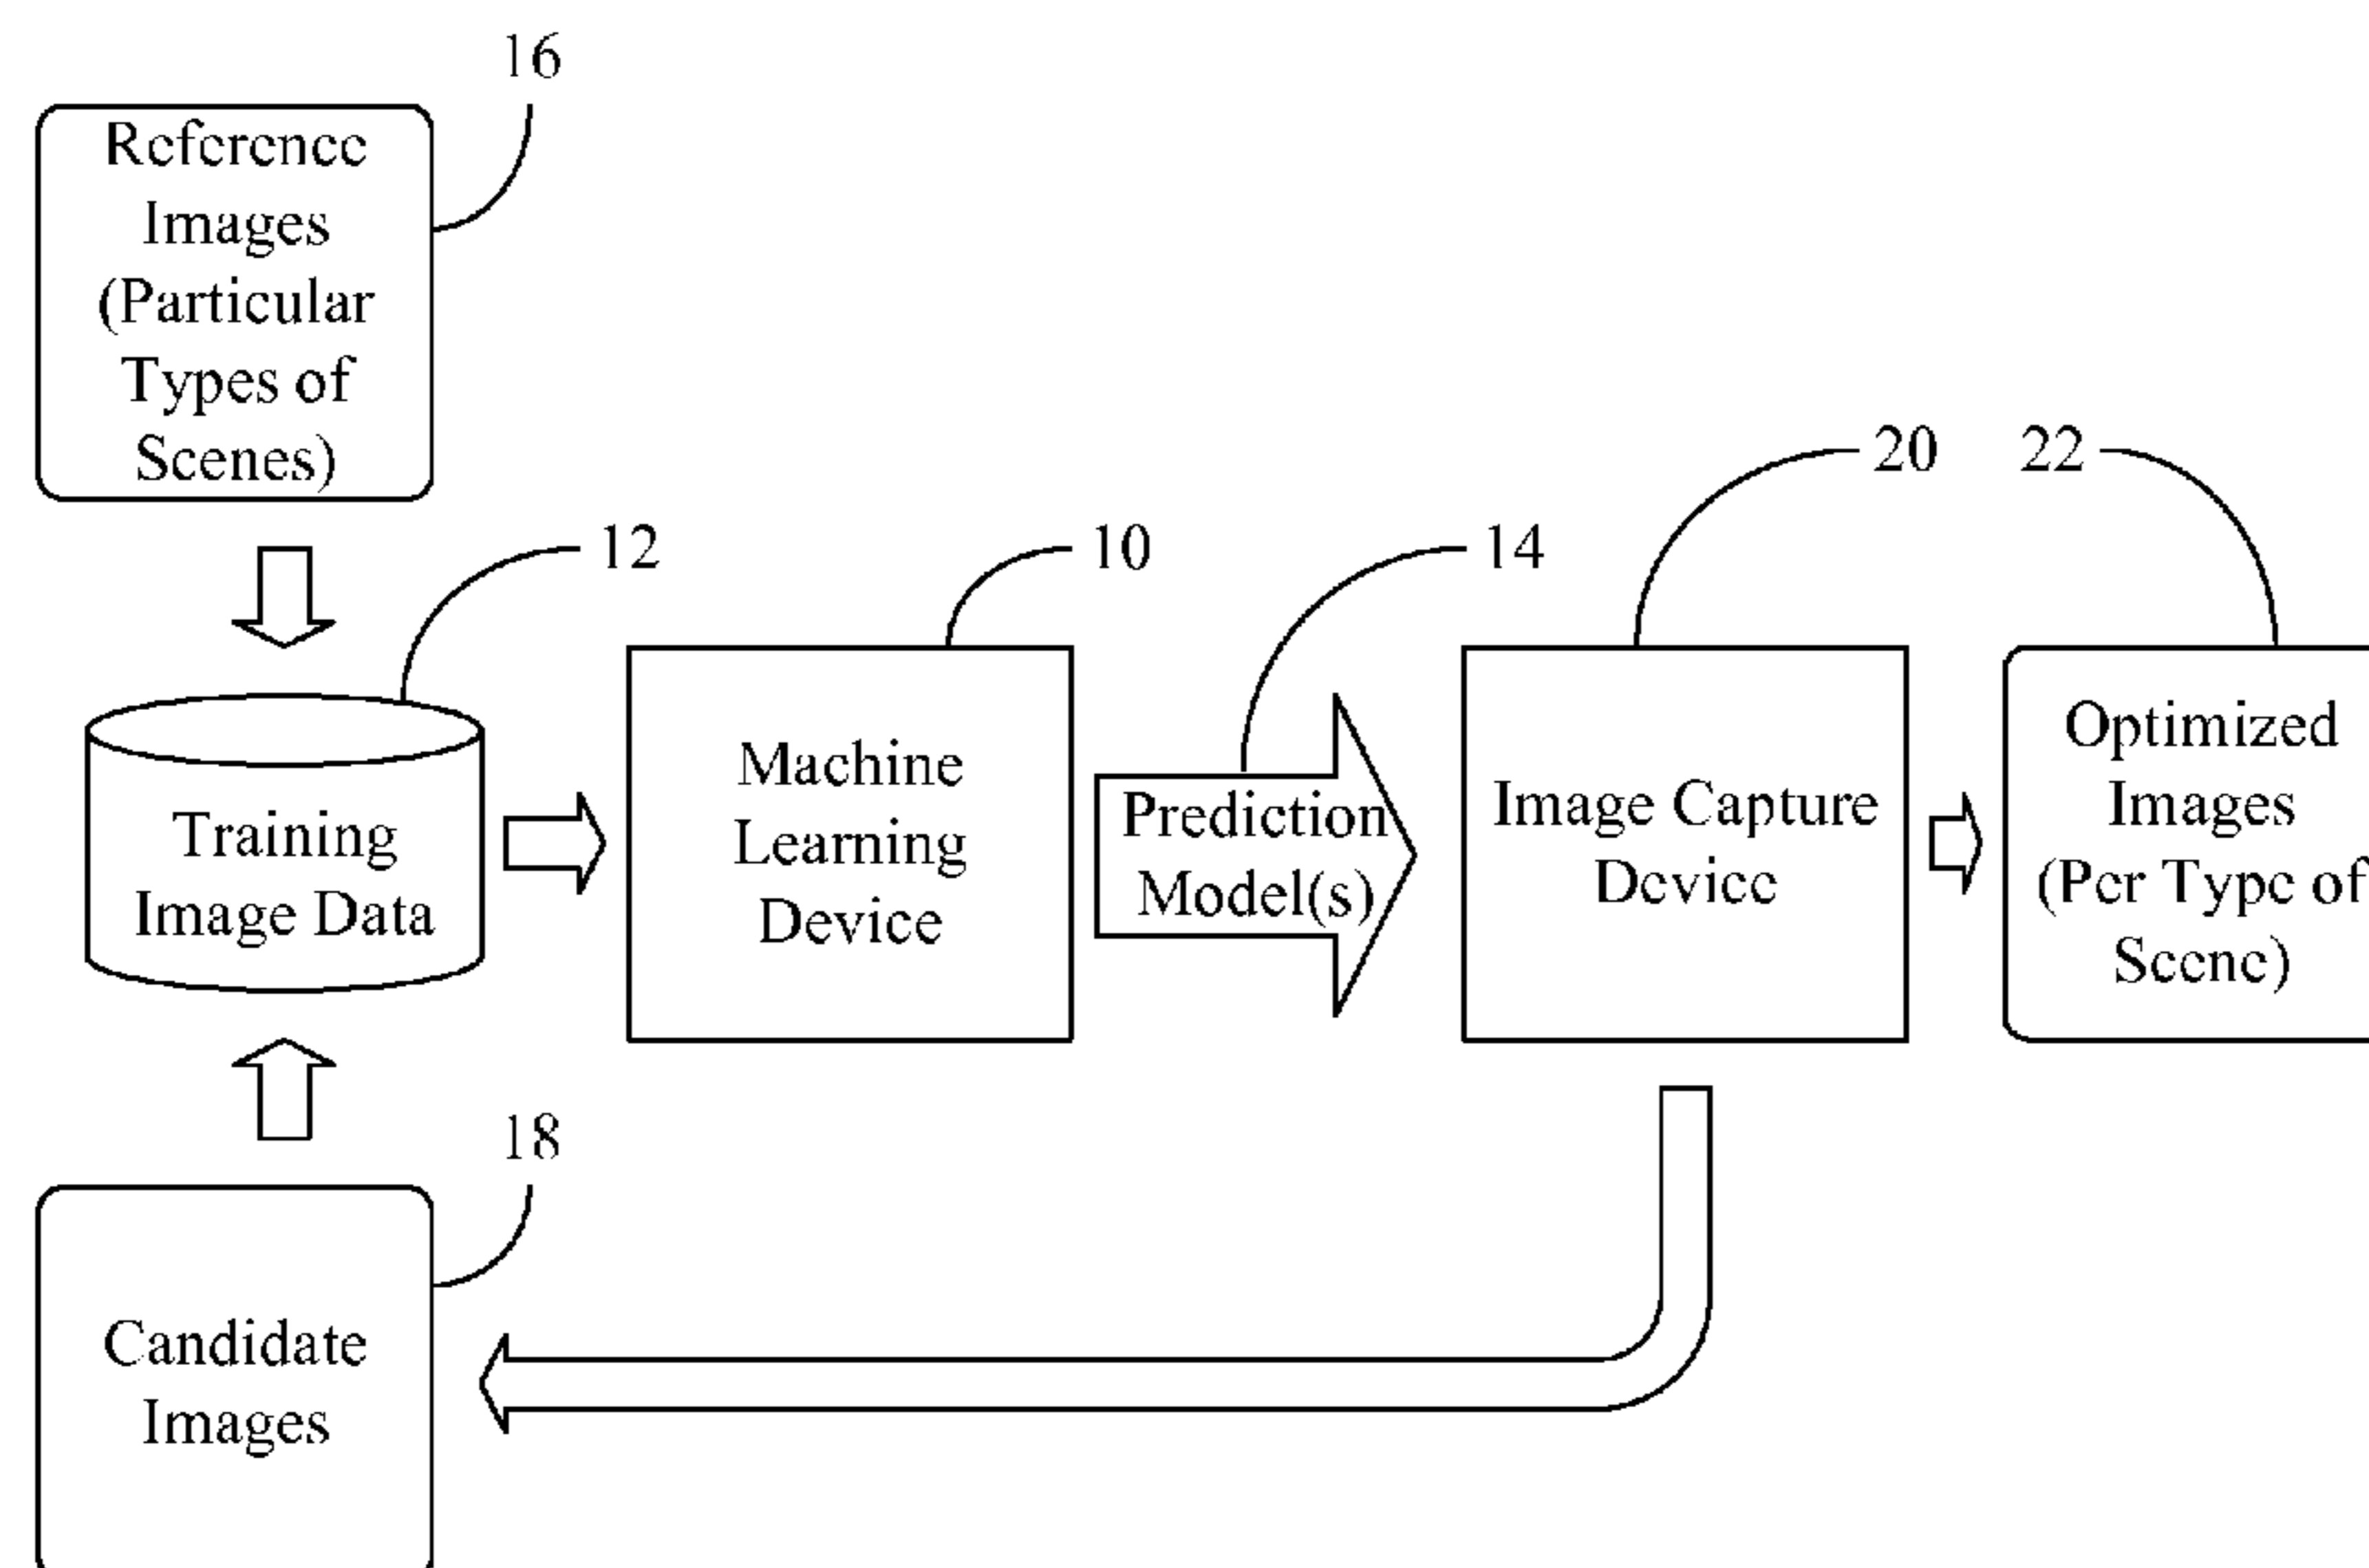 16
Reference
Images
(Particular
Types of
Scenes)
12
10
14
20
22
Training
Image Data
Machine
Learning
Device
Prediction
Model(s)
Image Capture
Device
Optimized
Images
(Per Type of
Scene)
18
Candidate
Images